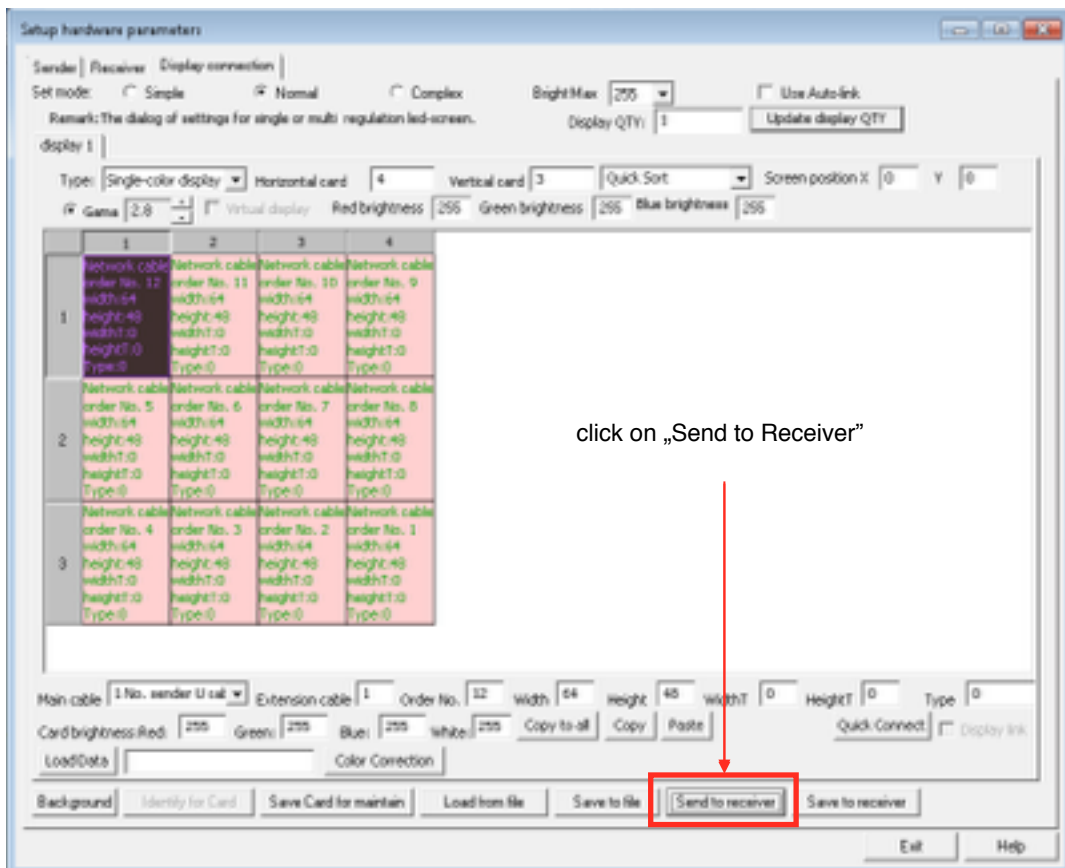 Setup hardware parameters
Sender Receiver Display connection
Set mode: Simple Normal Complex Bright Max 255 Use Auto-link
Remark: The dialog of settings for single or multi regulation led-screen. Display QTY: 1 Update display QTY
display 1
Type: Single-color display Horizontal card 4 Vertical card 3 Quick Sort Screen position X 0 Y 0
Gama 2.8 Virtual display Red brightness 255 Green brightness 255 Blue brightness 255
1 2 3 4
Network cable Network cable Network cable Network cable
order No. 12 order No. 11 order No. 10 order No. 9
width:64 width:64 width:64 width:64
1 height:48 height:48 height:48 height:48
widthT:0 widthT:0 widthT:0 widthT:0
heightT:0 heightT:0 heightT:0 heightT:0
Type:0 Type:0 Type:0 Type:0
Network cable Network cable Network cable Network cable
order No. 5 order No. 6 order No. 7 order No. 8
width:64 width:64 width:64 width:64
2 height:48 height:48 height:48 height:48
widthT:0 widthT:0 widthT:0 widthT:0
heightT:0 heightT:0 heightT:0 heightT:0
Type:0 Type:0 Type:0 Type:0
click on „Send to Receiver”
Network cable Network cable Network cable Network cable
order No. 4 order No. 3 order No. 2 order No. 1
width:64 width:64 width:64 width:64
3 height:48 height:48 height:48 height:48
widthT:0 widthT:0 widthT:0 widthT:0
heightT:0 heightT:0 heightT:0 heightT:0
Type:0 Type:0 Type:0 Type:0
Main cable 1 No. sender U cab Extension cable 1 Order No. 12 Width 64 Height 48 WidthT 0 HeightT 0 Type 0
Card brightness:Red: 255 Green: 255 Blue: 255 White: 255 Copy to all Copy Paste Quick Connect Display link
Load Data Color Correction
Background Identify for Card Save Card for maintain Load from file Save to file Send to receiver Save to receiver
Exit Help